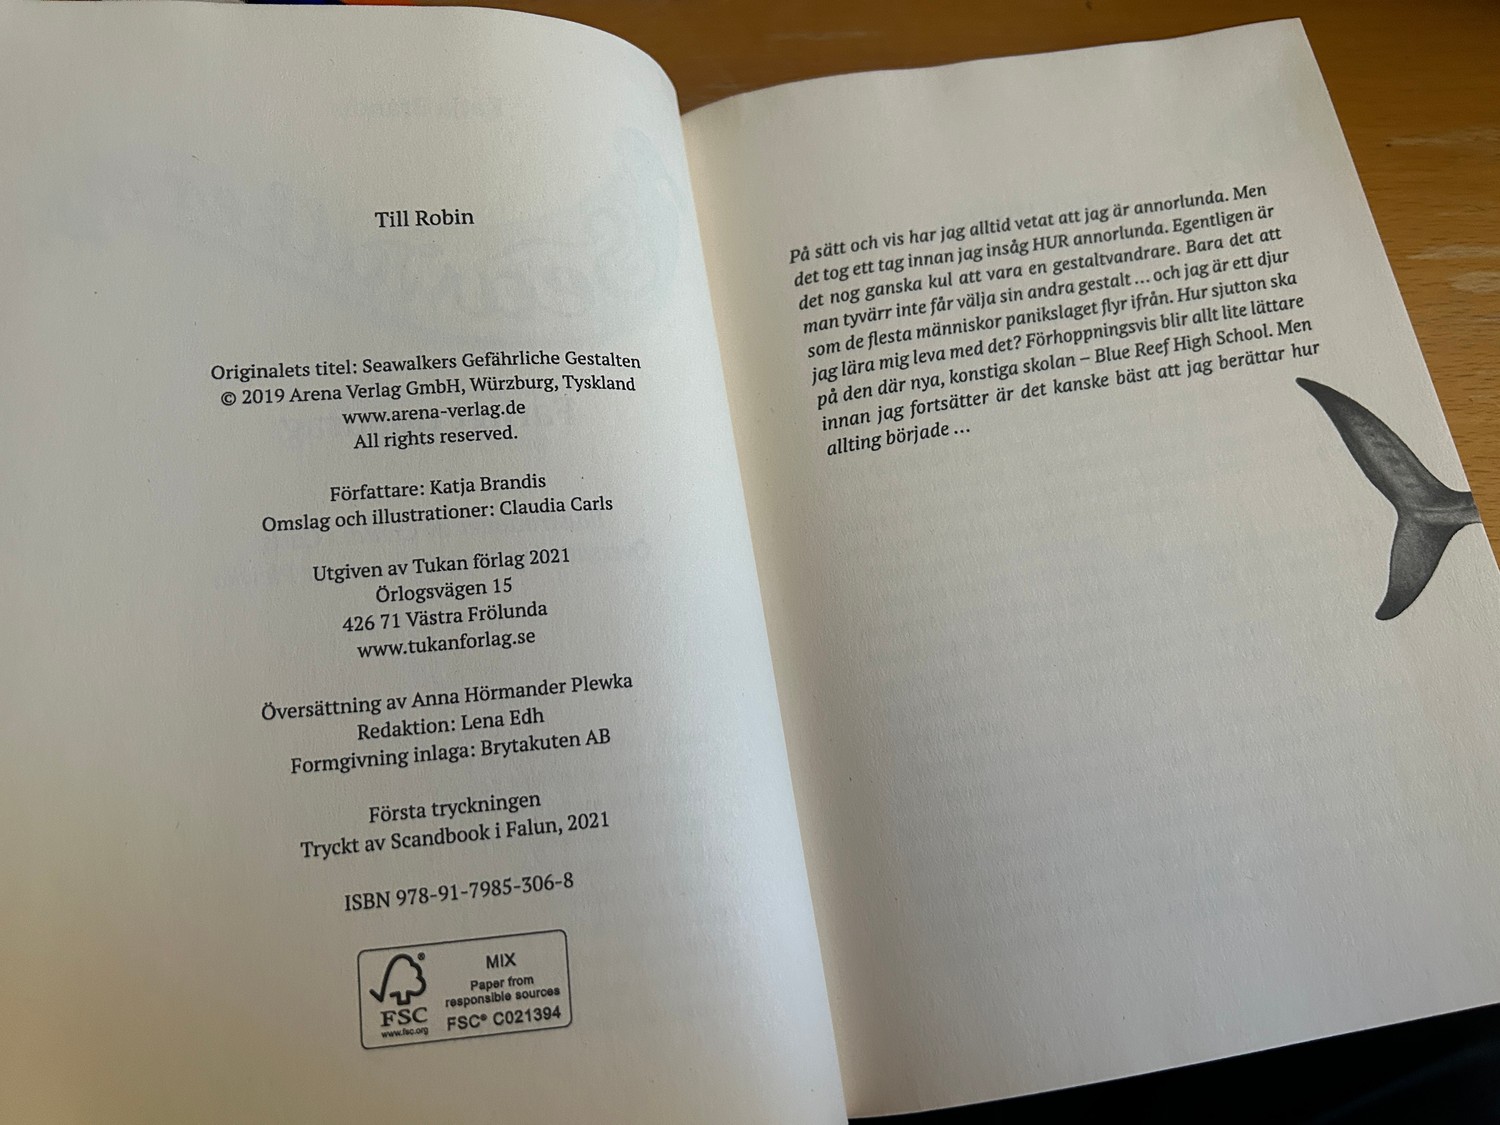 Till Robin
Originalets titel: Seawalkers Gefährliche Gestalten
© 2019 Arena Verlag GmbH, Würzburg, Tyskland
www.arena-verlag.de
All rights reserved.
Författare: Katja Brandis
Omslag och illustrationer: Claudia Carls
Utgiven av Tukan förlag 2021
Örlogsvägen 15
426 71 Västra Frölunda
www.tukanforlag.se
Översättning av Anna Hörmander Plewka
Redaktion: Lena Edh
Formgivning inlaga: Brytakuten AB
Första tryckningen
Tryckt av Scandbook i Falun, 2021
ISBN 978-91-7985-306-8
FSC®
www.fsc.org
MIX
Paper from
responsible sources
FSC® C021394
På sätt och vis har jag alltid vetat att jag är annorlunda. Men
det tog ett tag innan jag insåg HUR annorlunda. Egentligen är
det nog ganska kul att vara en gestaltvandrare. Bara det att
man tyvärr inte får välja sin andra gestalt … och jag är ett djur
som de flesta människor panikslaget flyr ifrån. Hur sjutton ska
jag lära mig leva med det? Förhoppningsvis blir allt lite lättare
på den där nya, konstiga skolan – Blue Reef High School. Men
innan jag fortsätter är det kanske bäst att jag berättar hur
allting började …